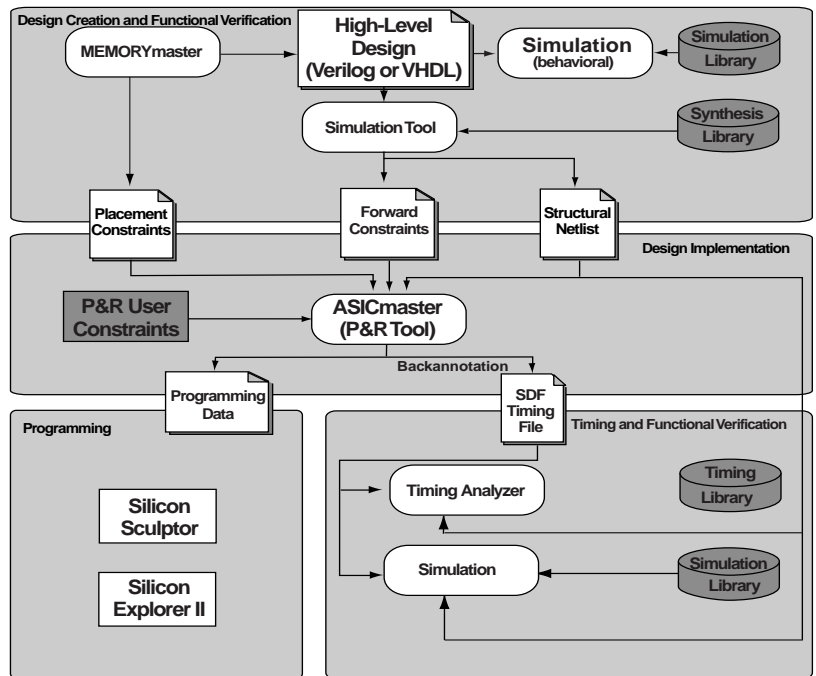 Design Creation and Functional Verification
MEMORYmaster
High-Level
Design
(Verilog or VHDL)
Simulation
(behavioral)
Simulation
Library
Simulation Tool
Synthesis
Library
Placement
Constraints
Forward
Constraints
Structural
Netlist
Design Implementation
P&R User
Constraints
ASICmaster
(P&R Tool)
Backannotation
Programming
Data
SDF
Timing
File
Programming
Timing and Functional Verification
Silicon
Sculptor
Timing Analyzer
Timing
Library
Silicon
Explorer II
Simulation
Simulation
Library